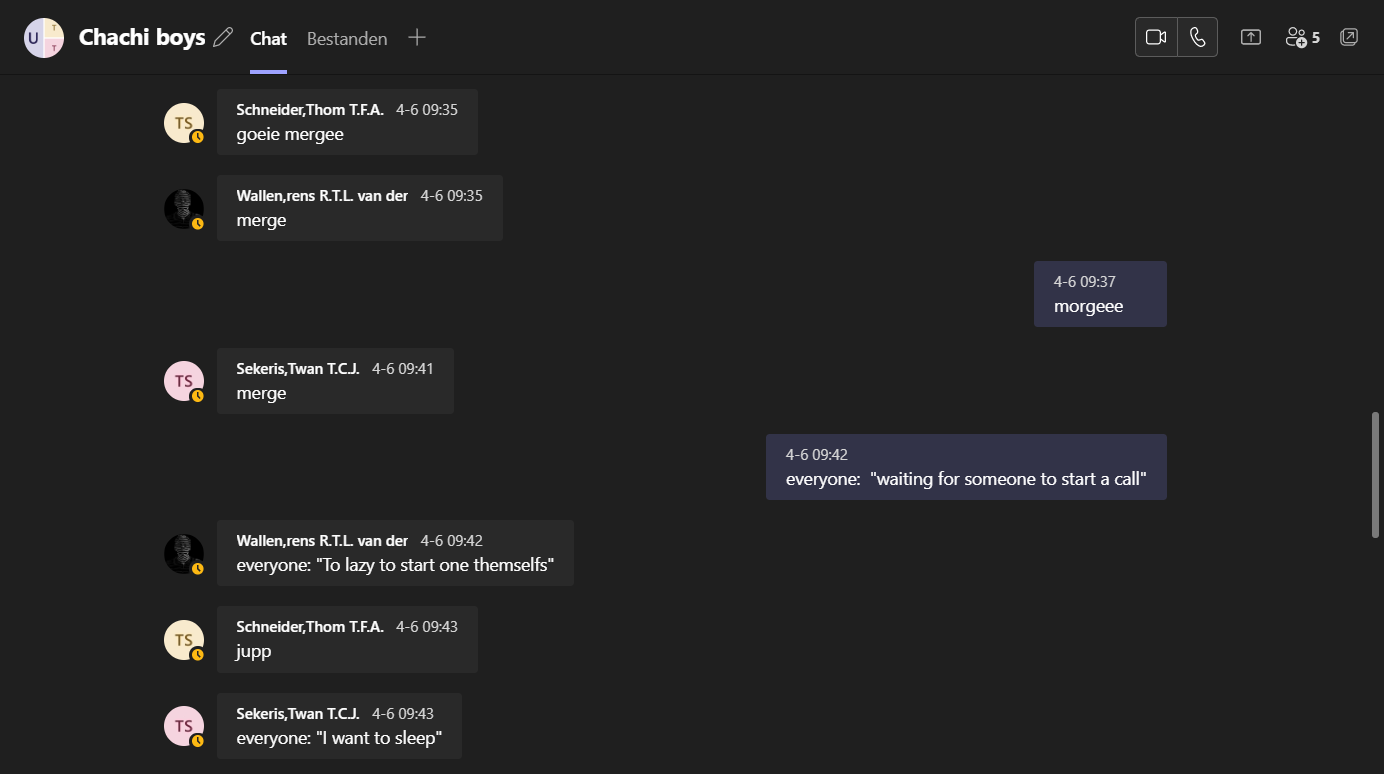 U T T Chachi boys Chat Bestanden 5
Schneider,Thom T.F.A. 4-6 09:35
TS
goeie mergee
Wallen,rens R.T.L. van der 4-6 09:35
merge
4-6 09:37
morgeee
Sekeris,Twan T.C.J. 4-6 09:41
TS
merge
4-6 09:42
everyone: "waiting for someone to start a call"
Wallen,rens R.T.L. van der 4-6 09:42
everyone: "To lazy to start one themselfs"
Schneider,Thom T.F.A. 4-6 09:43
TS
jupp
Sekeris,Twan T.C.J. 4-6 09:43
TS
everyone: "I want to sleep"